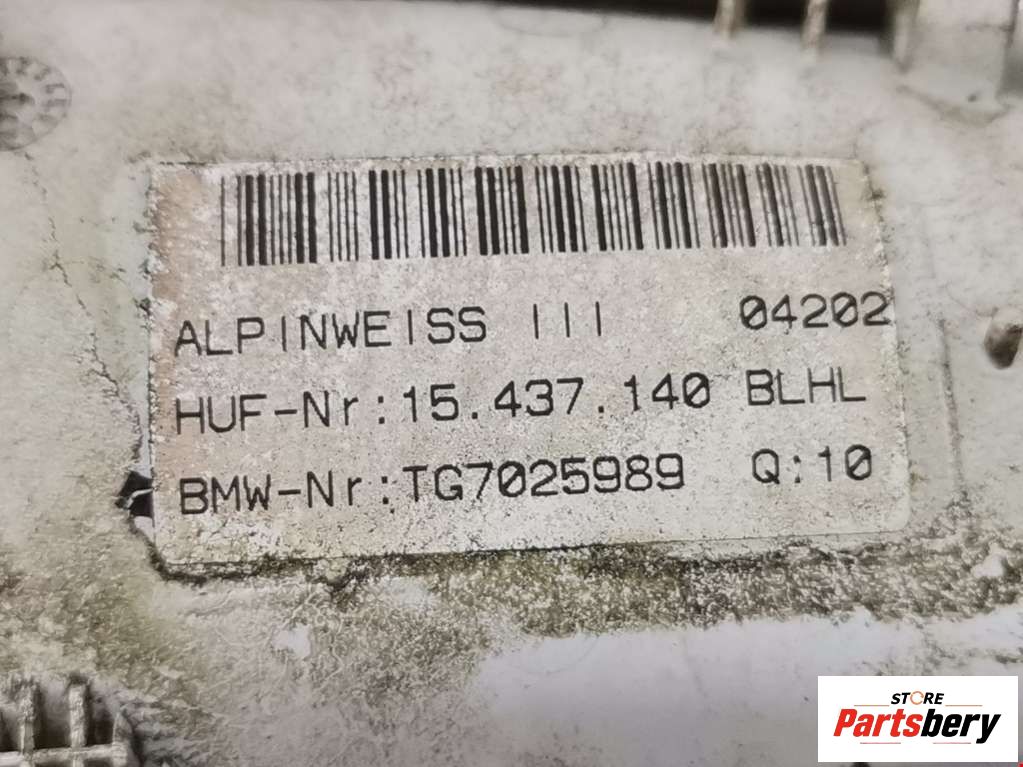 ALPINWEISS III 04202
HUF-Nr:15.437.140 BLHL
BMW-Nr:TG7025989 Q:10
STORE
Partsbery